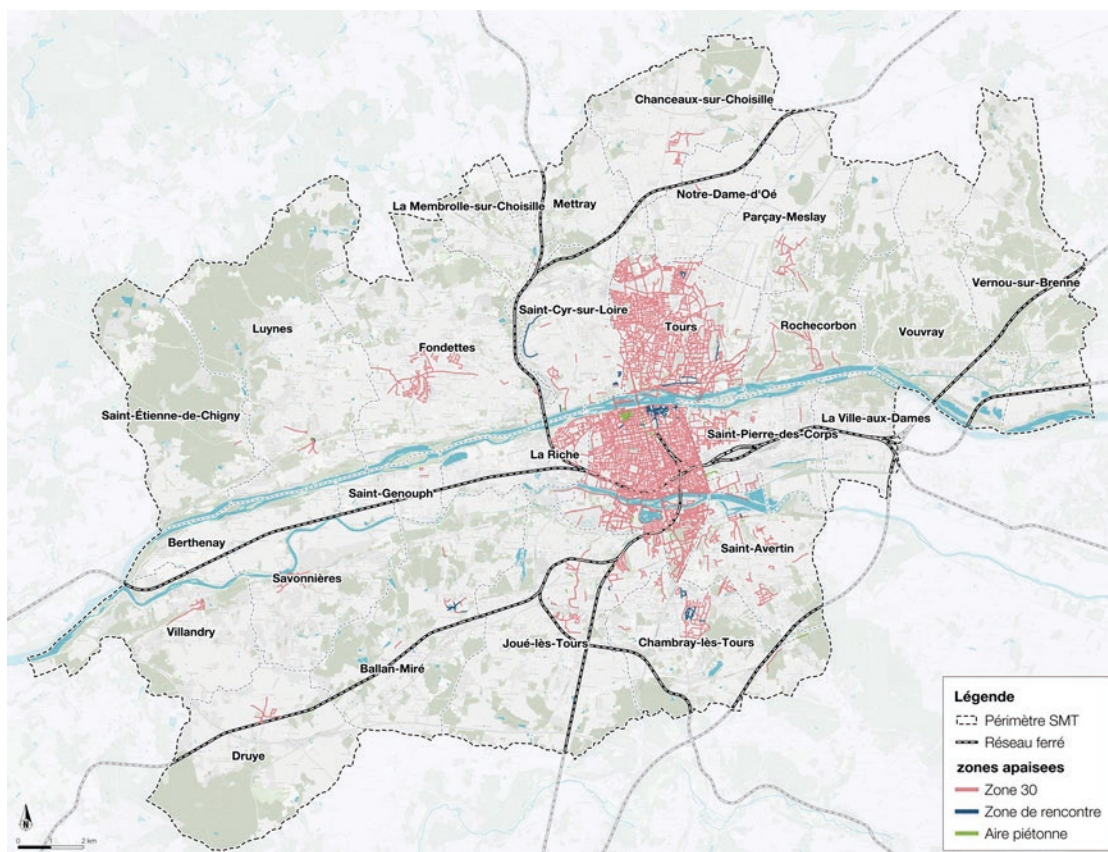 Chanceaux-sur-Choisille
Notre-Dame-d'Oé
La Membrolle-sur-Choisille
Mettray
Parçay-Meslay
Vernou-sur-Brenne
Saint-Cyr-sur-Loire
Tours
Rochecorbon
Vouvray
Luynes
Fondettes
Saint-Étienne-de-Chigny
La Ville-aux-Dames
Saint-Pierre-des-Corps
La Riche
Saint-Genouph
Berthenay
Saint-Avertin
Savonnières
Villandry
Joué-lès-Tours
Chambray-lès-Tours
Ballan-Miré
Druye
Légende
Périmètre SMT
Réseau ferré
zones apaisees
Zone 30
Zone de rencontre
Aire piétonne
N
0 1 2 km